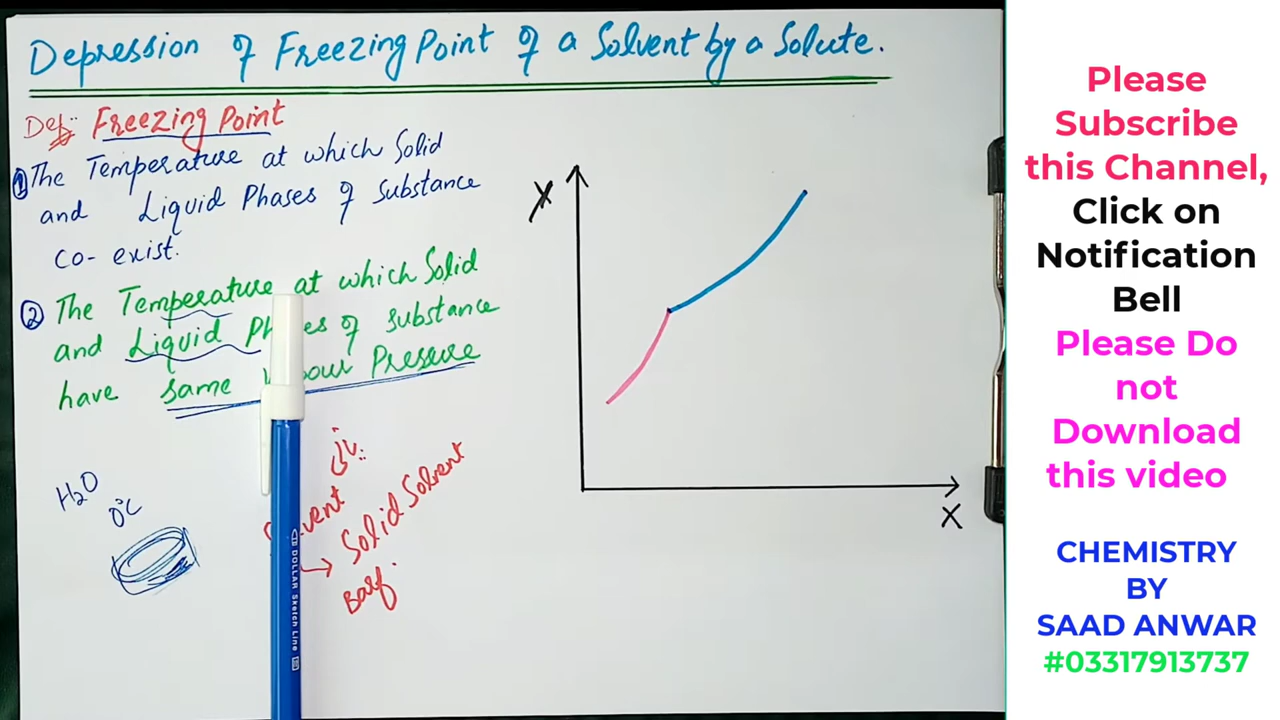 Depression of Freezing Point of a Solvent by a Solute.
Def:- Freezing Point
① The Temperature at which Solid
and Liquid Phases of substance
co-exist.
② The Temperature at which Solid
and Liquid of substance
have same Pressure
H₂O
0°C
Solid Solvent
Barf.
X
X
DOLLAR Sketch Line
Please
Subscribe
this Channel,
Click on
Notification
Bell
Please Do
not
Download
this video
CHEMISTRY
BY
SAAD ANWAR
#03317913737